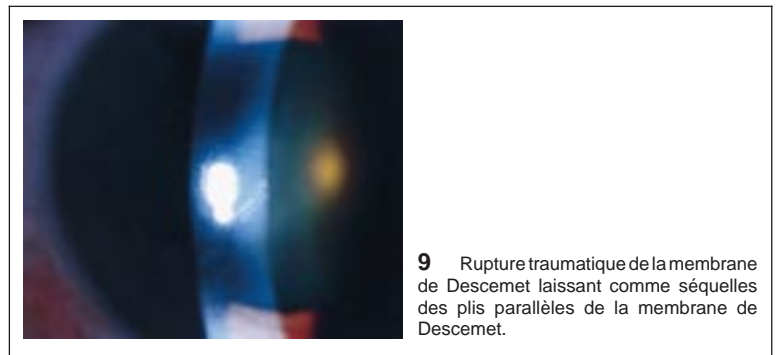 9 Rupture traumatique de la membrane
de Descemet laissant comme séquelles
des plis parallèles de la membrane de
Descemet.